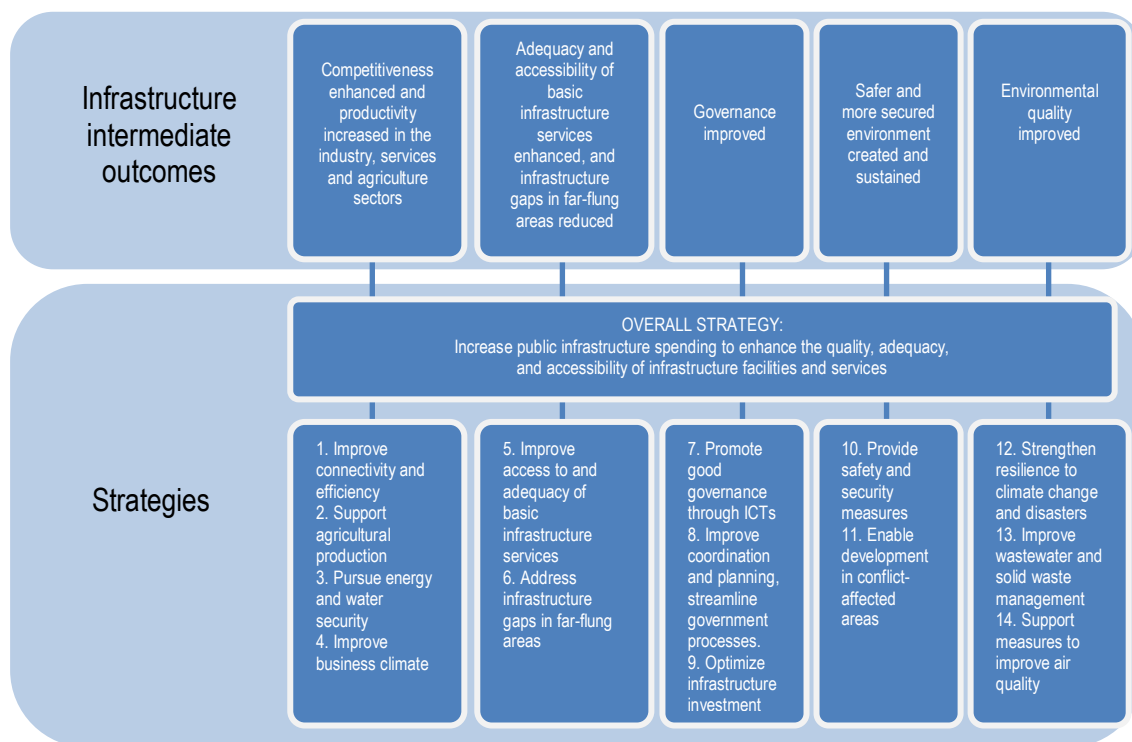 Infrastructure
intermediate
outcomes
Competitiveness
enhanced and
productivity
increased in the
industry, services
and agriculture
sectors
Adequacy and
accessibility of
basic
infrastructure
services
enhanced, and
infrastructure
gaps in far-flung
areas reduced
Governance
improved
Safer and
more secured
environment
created and
sustained
Environmental
quality
improved
Strategies
OVERALL STRATEGY:
Increase public infrastructure spending to enhance the quality, adequacy,
and accessibility of infrastructure facilities and services
1. Improve
connectivity and
efficiency
2. Support
agricultural
production
3. Pursue energy
and water
security
4. Improve
business climate
5. Improve
access to and
adequacy of
basic
infrastructure
services
6. Address
infrastructure
gaps in far-flung
areas
7. Promote
good
governance
through ICTs
8. Improve
coordination
and planning,
streamline
government
processes.
9. Optimize
infrastructure
investment
10. Provide
safety and
security
measures
11. Enable
development
in conflict-
affected
areas
12. Strengthen
resilience to
climate change
and disasters
13. Improve
wastewater and
solid waste
management
14. Support
measures to
improve air
quality